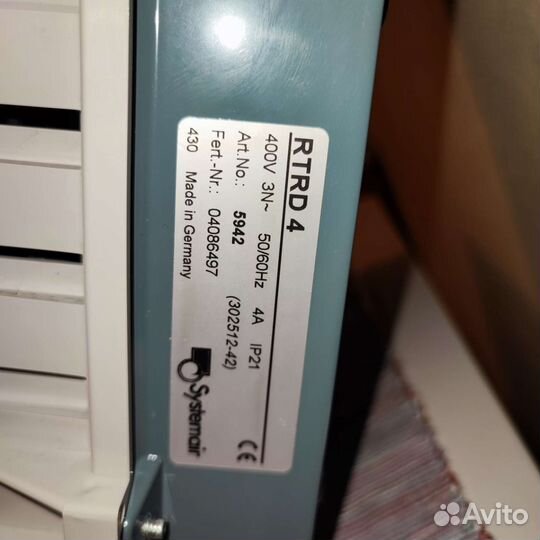 RTRD 4
400V 3N~ 50/60Hz 4A IP21
Art.No.: 5942 (302512-42)
Fert.-Nr.: 04086497
430 Made in Germany
Systemair
CE
Avito